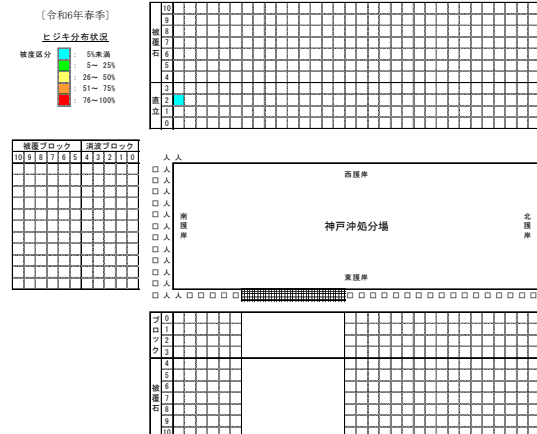 〔令和6年春季〕
ヒジキ分布状況
被度区分 : 5%未満
: 5~ 25%
: 26~ 50%
: 51~ 75%
: 76~100%
被覆石
10
9
8
7
6
5
4
直立
3
2
1
0
被覆ブロック 消波ブロック
10 9 8 7 6 5 4 3 2 1 0
西護岸
南護岸
神戸沖処分場
北護岸
東護岸
ブロック
0
1
2
3
被覆石
4
5
6
7
8
9
10